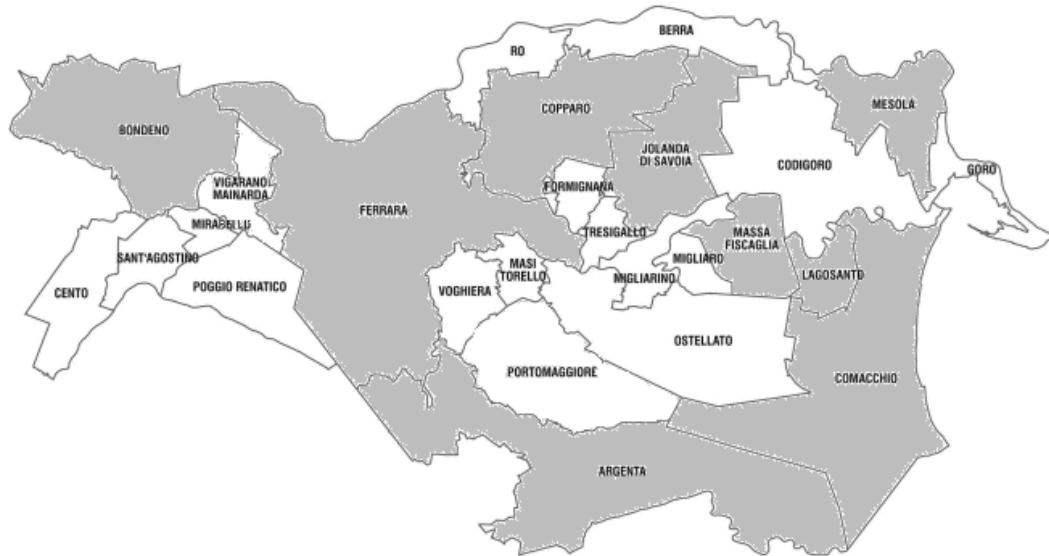 BERRA
RO
MESOLA
COPPARO
BONDENO
JOLANDA
DI SAVOIA
CODIGORO
GORO
VIGARANO
MAINARDA
FORMIGNANA
FERRARA
MIRABELLO
TRESIGALLO
MASSA
FISCAGLIA
SANT'AGOSTINO
MIGLIARO
MASI
TORELLO
LAGOSANTO
MIGLIARINO
CENTO
POGGIO RENATICO
VOGHIERA
OSTELLATO
PORTOMAGGIORE
COMACCHIO
ARGENTA